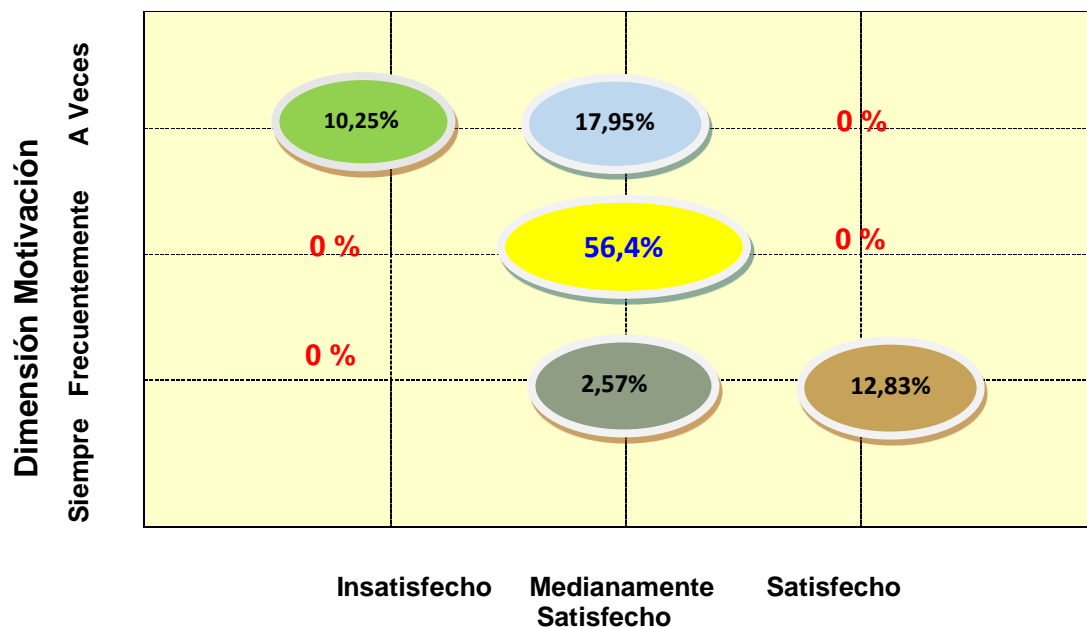 Dimensión Motivación
A Veces
Frecuentemente
Siempre
10,25%
17,95%
0 %
0 %
56,4%
0 %
0 %
2,57%
12,83%
Insatisfecho
Medianamente
Satisfecho
Satisfecho